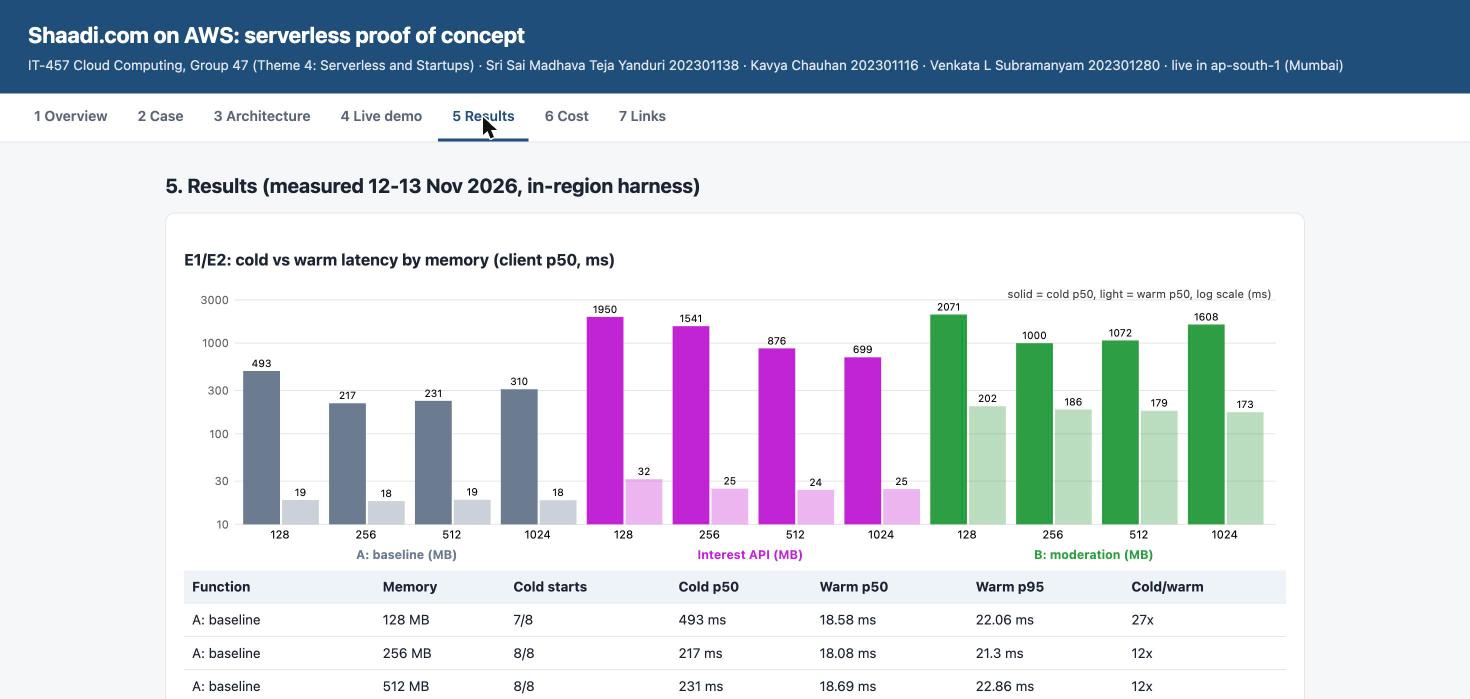 Shaadi.com on AWS: serverless proof of concept
IT-457 Cloud Computing, Group 47 (Theme 4: Serverless and Startups) · Sri Sai Madhava Teja Yanduri 202301138 · Kavya Chauhan 202301116 · Venkata L Subramanyam 202301280 · live in ap-south-1 (Mumbai)
1 Overview 2 Case 3 Architecture 4 Live demo 5 Results 6 Cost 7 Links
5. Results (measured 12-13 Nov 2026, in-region harness)
E1/E2: cold vs warm latency by memory (client p50, ms)
solid = cold p50, light = warm p50, log scale (ms)
3000
1000
300
100
30
10
493 19 217 18 231 19 310 18 1950 32 1541 25 876 24 699 25 2071 202 1000 186 1072 179 1608 173
128 256 512 1024 128 256 512 1024 128 256 512 1024
A: baseline (MB) Interest API (MB) B: moderation (MB)
Function Memory Cold starts Cold p50 Warm p50 Warm p95 Cold/warm
A: baseline 128 MB 7/8 493 ms 18.58 ms 22.06 ms 27x
A: baseline 256 MB 8/8 217 ms 18.08 ms 21.3 ms 12x
A: baseline 512 MB 8/8 231 ms 18.69 ms 22.86 ms 12x